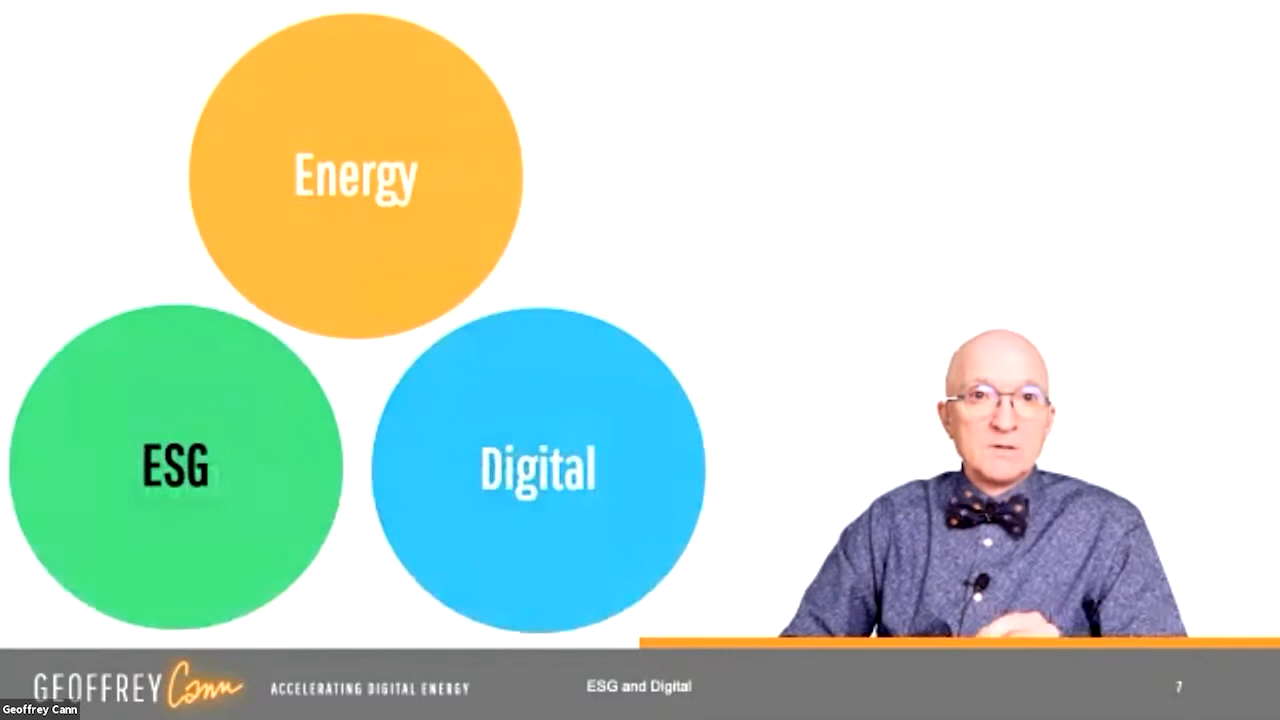 Energy
ESG
Digital
GEOFFREY Cann
ACCELERATING DIGITAL ENERGY
ESG and Digital
7
Geoffrey Cann